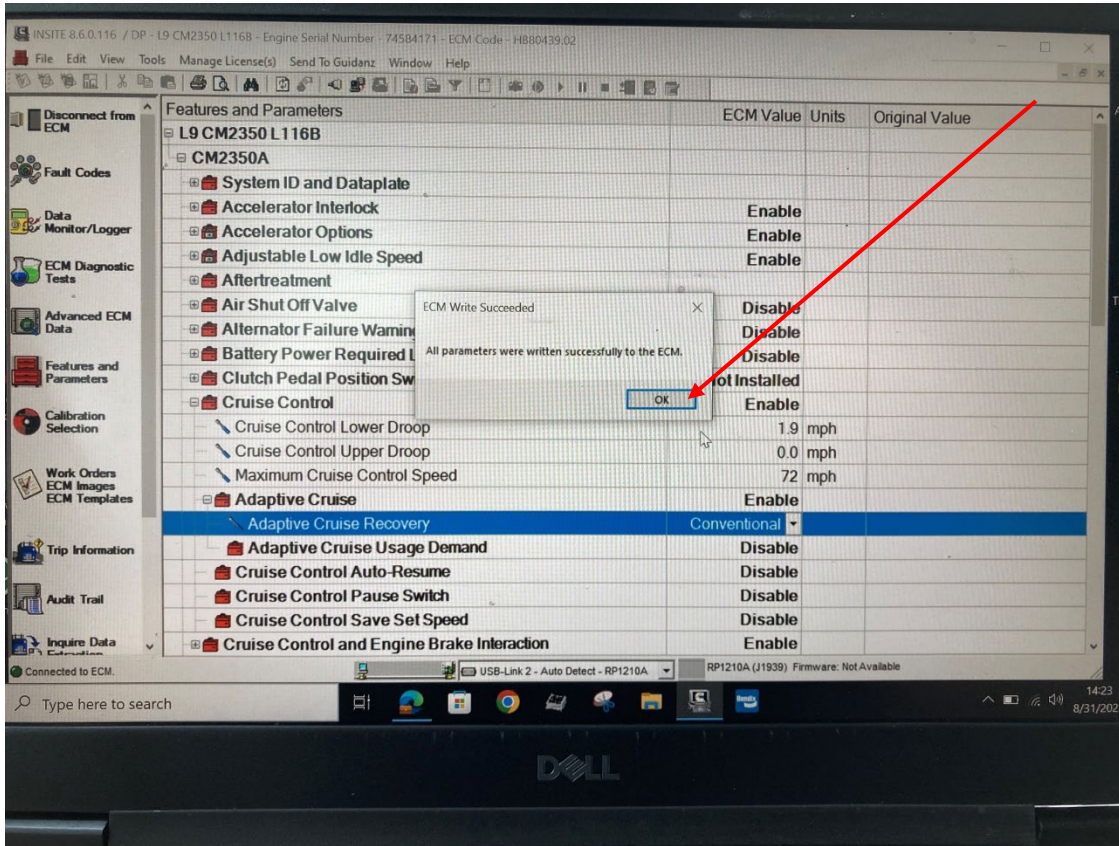 INSITE 8.6.0.116 / DP - L9 CM2350 L116B - Engine Serial Number - 74584171 - ECM Code - H880439.02
File Edit View Tools Manage License(s) Send To Guidanz Window Help
Disconnect from ECM
Fault Codes
Data Monitor/Logger
ECM Diagnostic Tests
Advanced ECM Data
Features and Parameters
Calibration Selection
Work Orders
ECM Images
ECM Templates
Trip Information
Audit Trail
Inquire Data
Features and Parameters ECM Value Units Original Value
L9 CM2350 L116B
CM2350A
System ID and Dataplate
Accelerator Interlock Enable
Accelerator Options Enable
Adjustable Low Idle Speed Enable
Aftertreatment
Air Shut Off Valve Disable
Alternator Failure Warnin Disable
Battery Power Required L Disable
Clutch Pedal Position Sw ot Installed
Cruise Control Enable
Cruise Control Lower Droop 1.9 mph
Cruise Control Upper Droop 0.0 mph
Maximum Cruise Control Speed 72 mph
Adaptive Cruise Enable
Adaptive Cruise Recovery Conventional
Adaptive Cruise Usage Demand Disable
Cruise Control Auto-Resume Disable
Cruise Control Pause Switch Disable
Cruise Control Save Set Speed Disable
Cruise Control and Engine Brake Interaction Enable
ECM Write Succeeded
All parameters were written successfully to the ECM.
OK
Connected to ECM.
USB-Link 2 - Auto Detect - RP1210A
RP1210A (J1939) Firmware: Not Available
Type here to search
Bendix
14:23
8/31/202
DELL